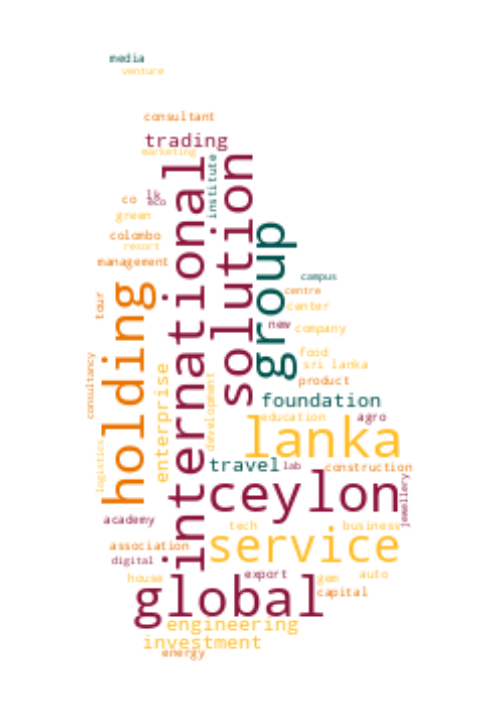 media
venture
consultant
trading
marketing
international
solution
institute
co
lk
eco
green
colombo
resort
management
group
campus
holding
tour
centre
center
new
company
food
sri lanka
product
consultancy
enterprise
development
foundation
education
agro
lanka
travel
lab
construction
logistics
ceylon
jewellery
academy
tech
business
association
service
digital
house
export
gem
auto
global
capital
engineering
investment
energy